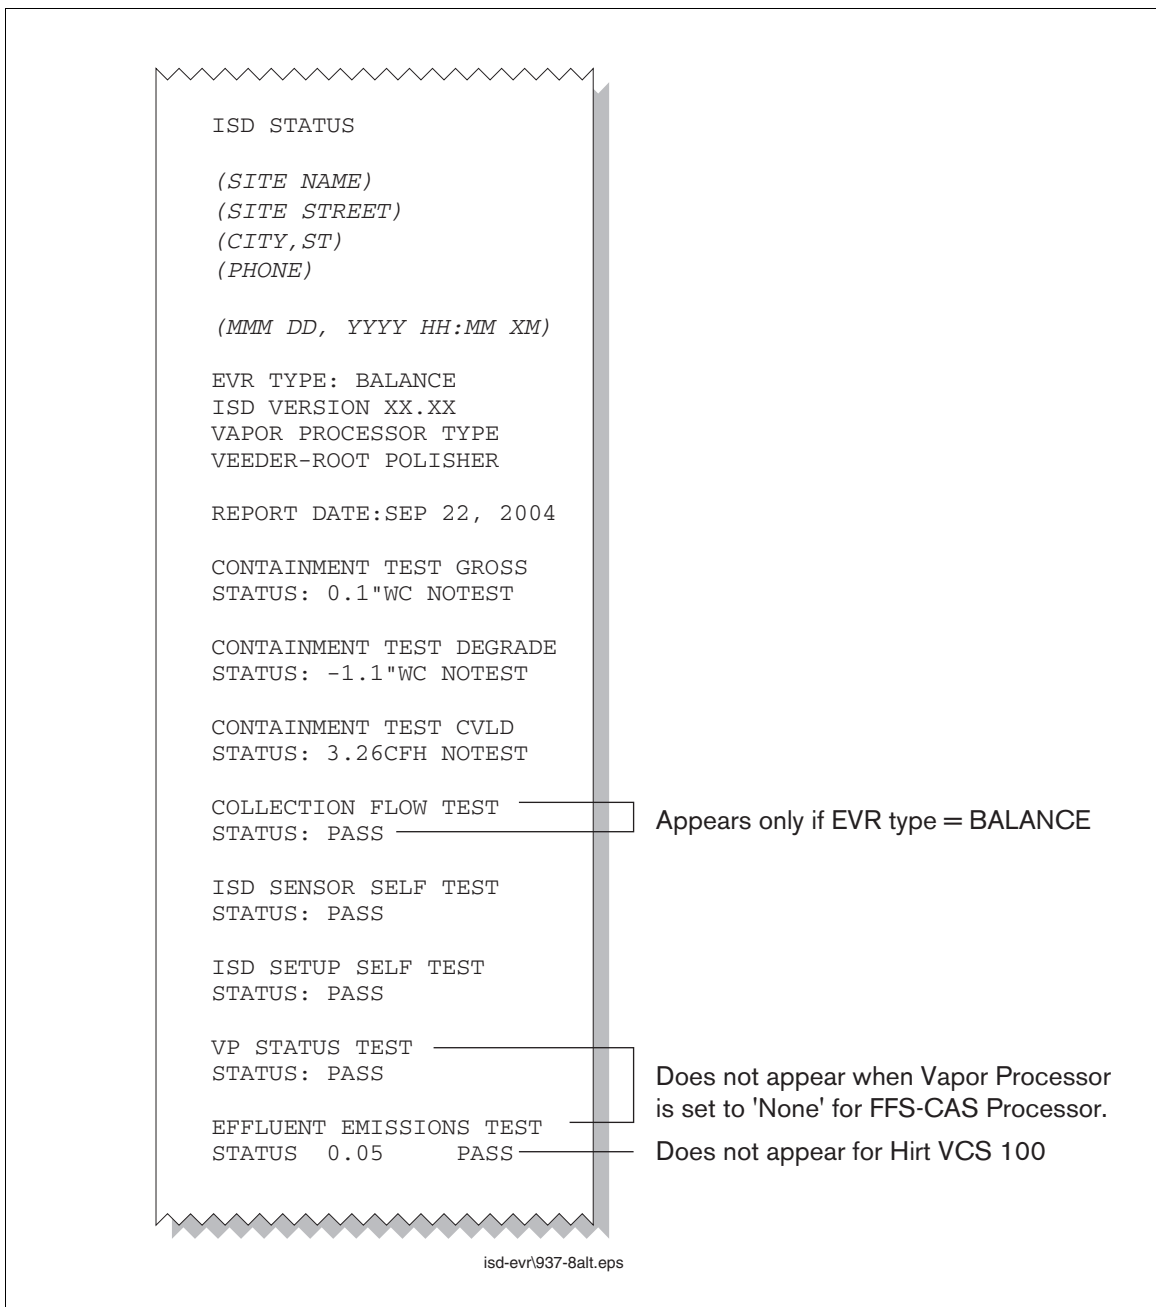 ISD STATUS
(SITE NAME)
(SITE STREET)
(CITY,ST)
(PHONE)
(MMM DD, YYYY HH:MM XM)
EVR TYPE: BALANCE
ISD VERSION XX.XX
VAPOR PROCESSOR TYPE
VEEDER-ROOT POLISHER
REPORT DATE:SEP 22, 2004
CONTAINMENT TEST GROSS
STATUS: 0.1"WC NOTEST
CONTAINMENT TEST DEGRADE
STATUS: -1.1"WC NOTEST
CONTAINMENT TEST CVLD
STATUS: 3.26CFH NOTEST
COLLECTION FLOW TEST
STATUS: PASS
Appears only if EVR type = BALANCE
ISD SENSOR SELF TEST
STATUS: PASS
ISD SETUP SELF TEST
STATUS: PASS
VP STATUS TEST
STATUS: PASS
Does not appear when Vapor Processor
is set to 'None' for FFS-CAS Processor.
EFFLUENT EMISSIONS TEST
STATUS 0.05 PASS
Does not appear for Hirt VCS 100
isd-evr\937-8alt.eps